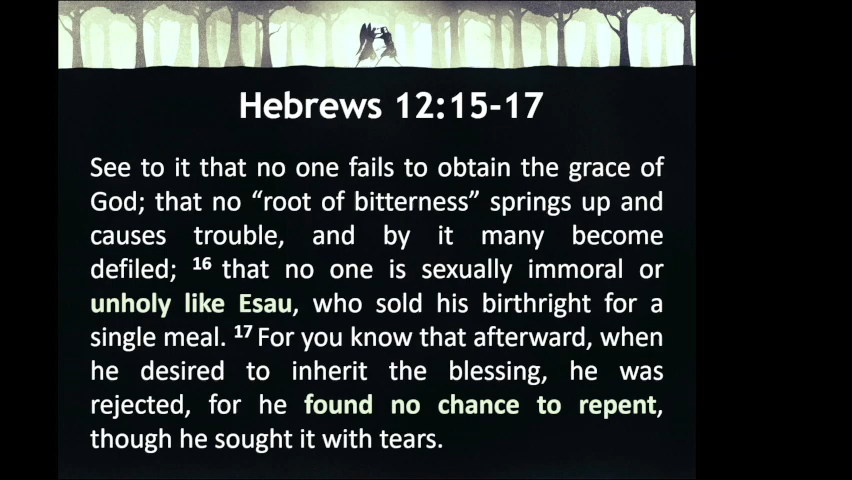 Hebrews 12:15-17
See to it that no one fails to obtain the grace of
God; that no “root of bitterness” springs up and
causes trouble, and by it many become
defiled; 16 that no one is sexually immoral or
unholy like Esau, who sold his birthright for a
single meal. 17 For you know that afterward, when
he desired to inherit the blessing, he was
rejected, for he found no chance to repent,
though he sought it with tears.